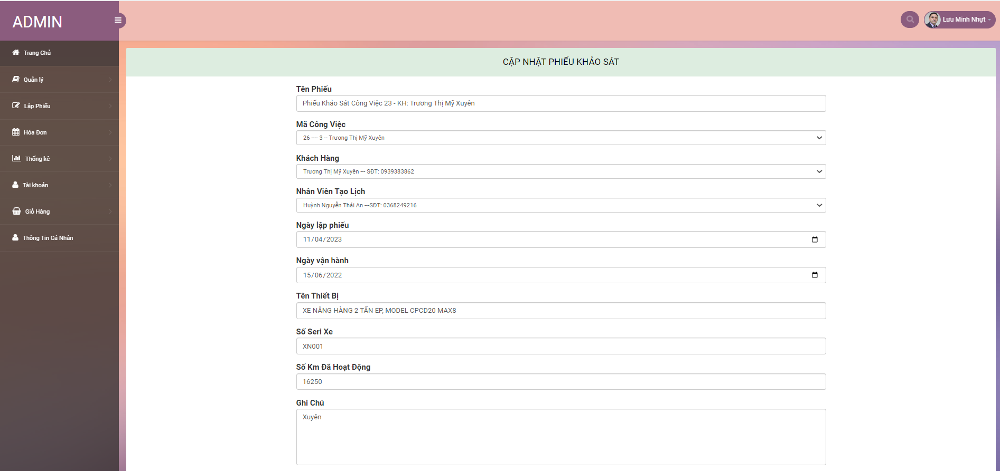 ADMIN
Lưu Minh Nhựt
Trang Chủ
Quản lý
Lập Phiếu
Hóa Đơn
Thống kê
Tài khoản
Giỏ Hàng
Thông Tin Cá Nhân
CẬP NHẬT PHIẾU KHẢO SÁT
Tên Phiếu
Phiếu Khảo Sát Công Việc 23 - KH: Trương Thị Mỹ Xuyên
Mã Công Việc
26 ---- 3 -- Trương Thị Mỹ Xuyên
Khách Hàng
Trương Thị Mỹ Xuyên --- SĐT: 0939383862
Nhân Viên Tạo Lịch
Huỳnh Nguyễn Thái An ---SĐT: 0368249216
Ngày lập phiếu
11/04/2023
Ngày vận hành
15/06/2022
Tên Thiết Bị
XE NÂNG HÀNG 2 TẤN EP, MODEL CPCD20 MAX8
Số Seri Xe
XN001
Số Km Đã Hoạt Động
16250
Ghi Chú
Xuyên